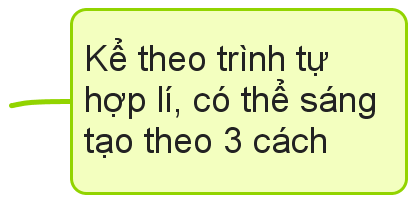 Kể theo trình tự
hợp lí, có thể sáng
tạo theo 3 cách